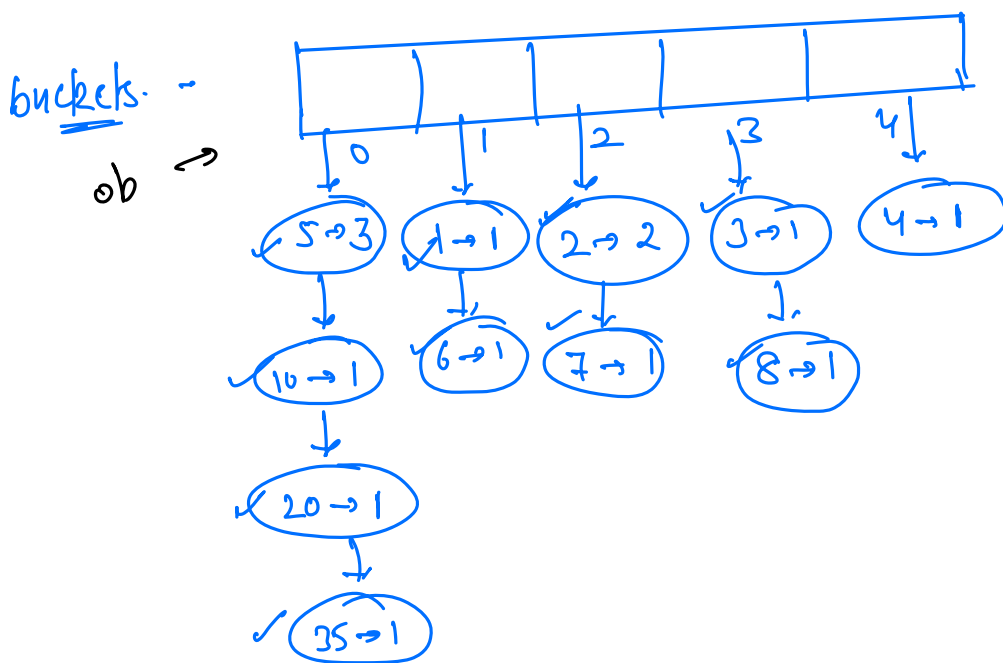 buckets. -
ob → 0 1 2 3 4
5→3 1→1 2→2 3→1 4→1
10→1 6→1 7→1 8→1
20→1
35→1